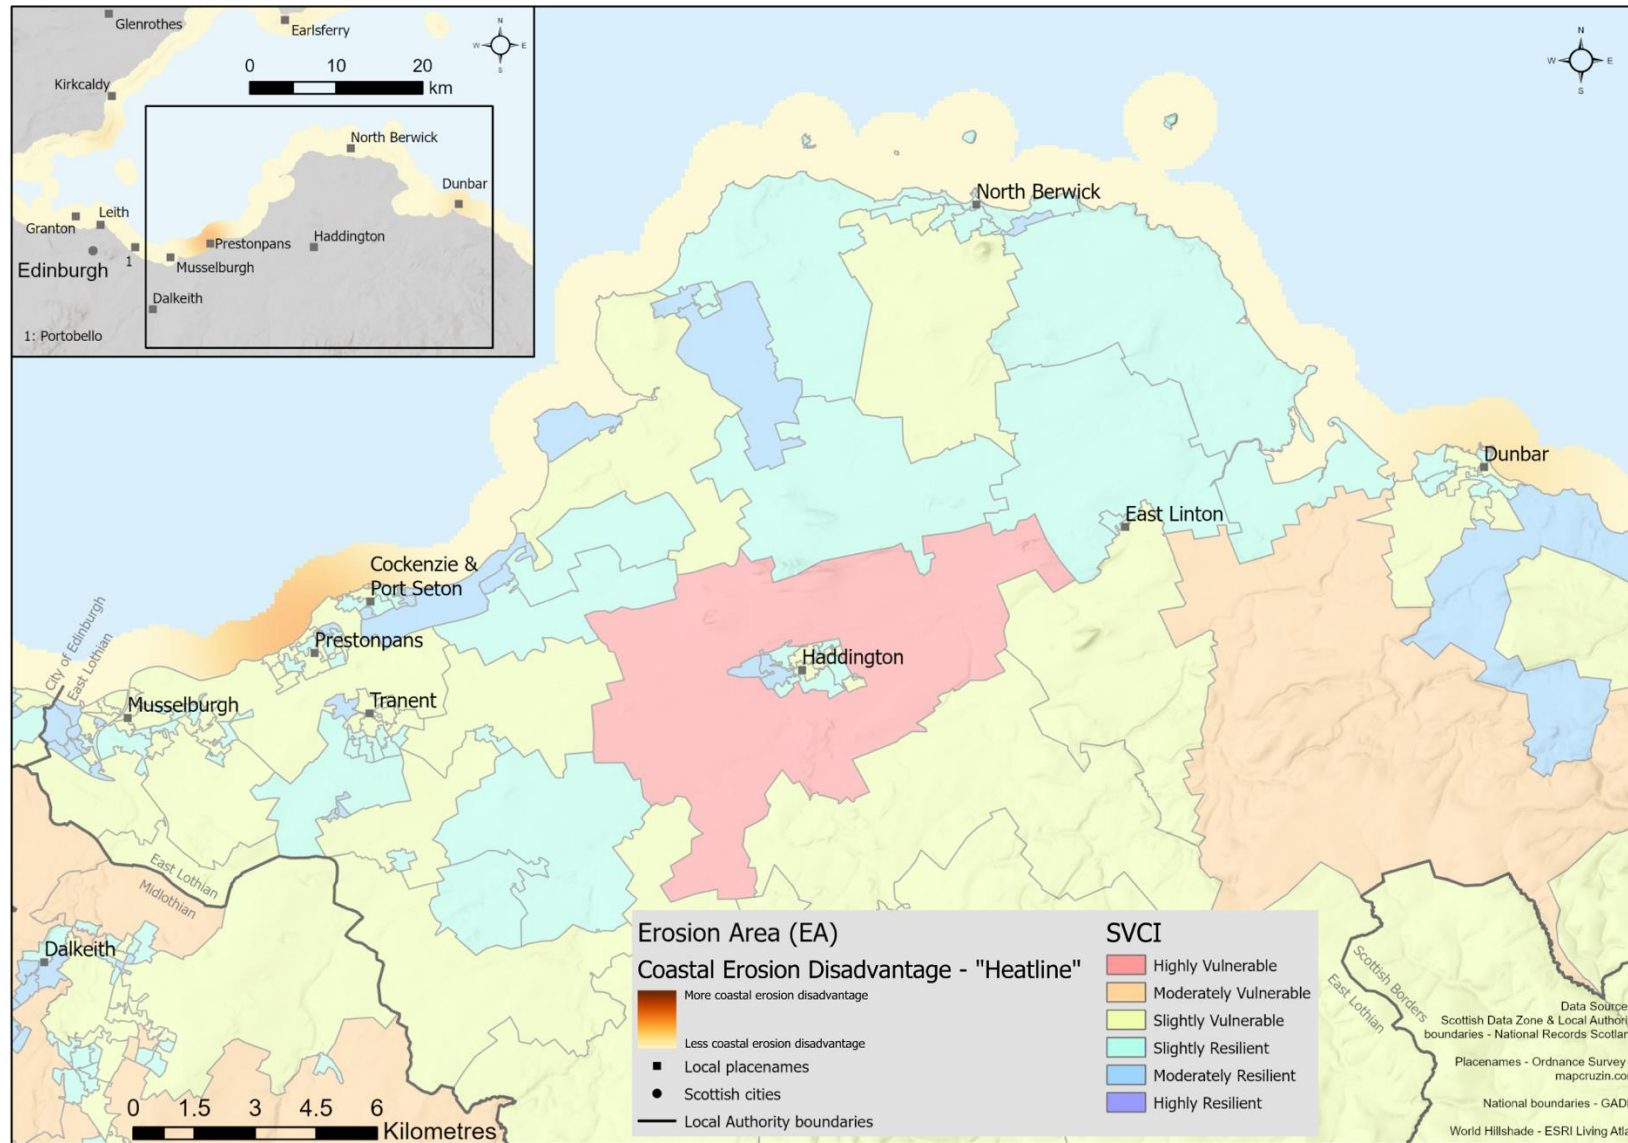 Glenrothes
Earlsferry
N
W
E
S
0 10 20
km
Kirkcaldy
North Berwick
Dunbar
Leith
Granton
Prestonpans
Haddington
Edinburgh
1
Musselburgh
Dalkeith
1: Portobello
N
W
E
S
North Berwick
Dunbar
East Linton
Cockenzie &
Port Seton
City of Edinburgh
East Lothian
Prestonpans
Haddington
Musselburgh
Tranent
East Lothian
Midlothian
Dalkeith
Scottish Borders
East Lothian
Erosion Area (EA)
Coastal Erosion Disadvantage - "Heatline"
More coastal erosion disadvantage
Less coastal erosion disadvantage
Local placenames
Scottish cities
Local Authority boundaries
SVCI
Highly Vulnerable
Moderately Vulnerable
Slightly Vulnerable
Slightly Resilient
Moderately Resilient
Highly Resilient
0 1.5 3 4.5 6
Kilometres
Data Source
Scottish Data Zone & Local Authori
boundaries - National Records Scotlan
Placenames - Ordnance Survey
mapcruzin.co
National boundaries - GAD
World Hillshade - ESRI Living Atla